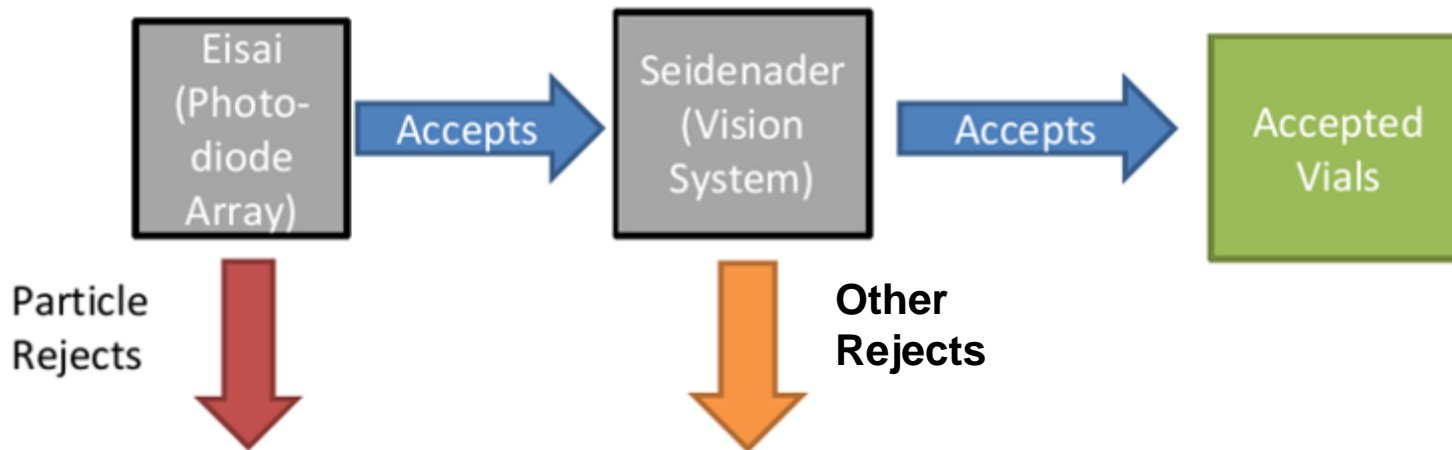 Eisai
(Photo-
diode
Array)
Accepts
Seidenader
(Vision
System)
Accepts
Accepted
Vials
Particle
Rejects
Other
Rejects